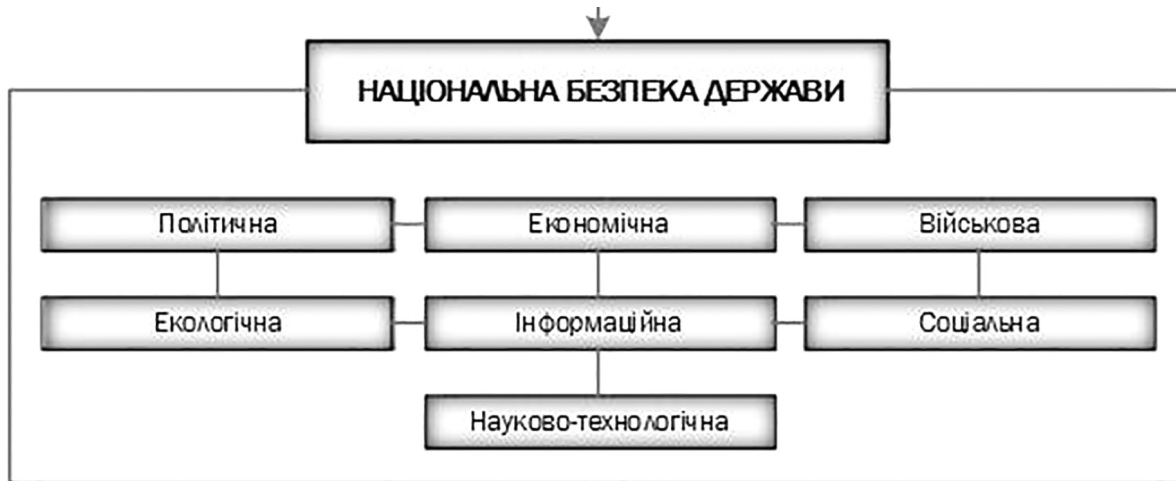 НАЦІОНАЛЬНА БЕЗПЕКА ДЕРЖАВИ
Політична
Економічна
Військова
Екологічна
Інформаційна
Соціальна
Науково-технологічна